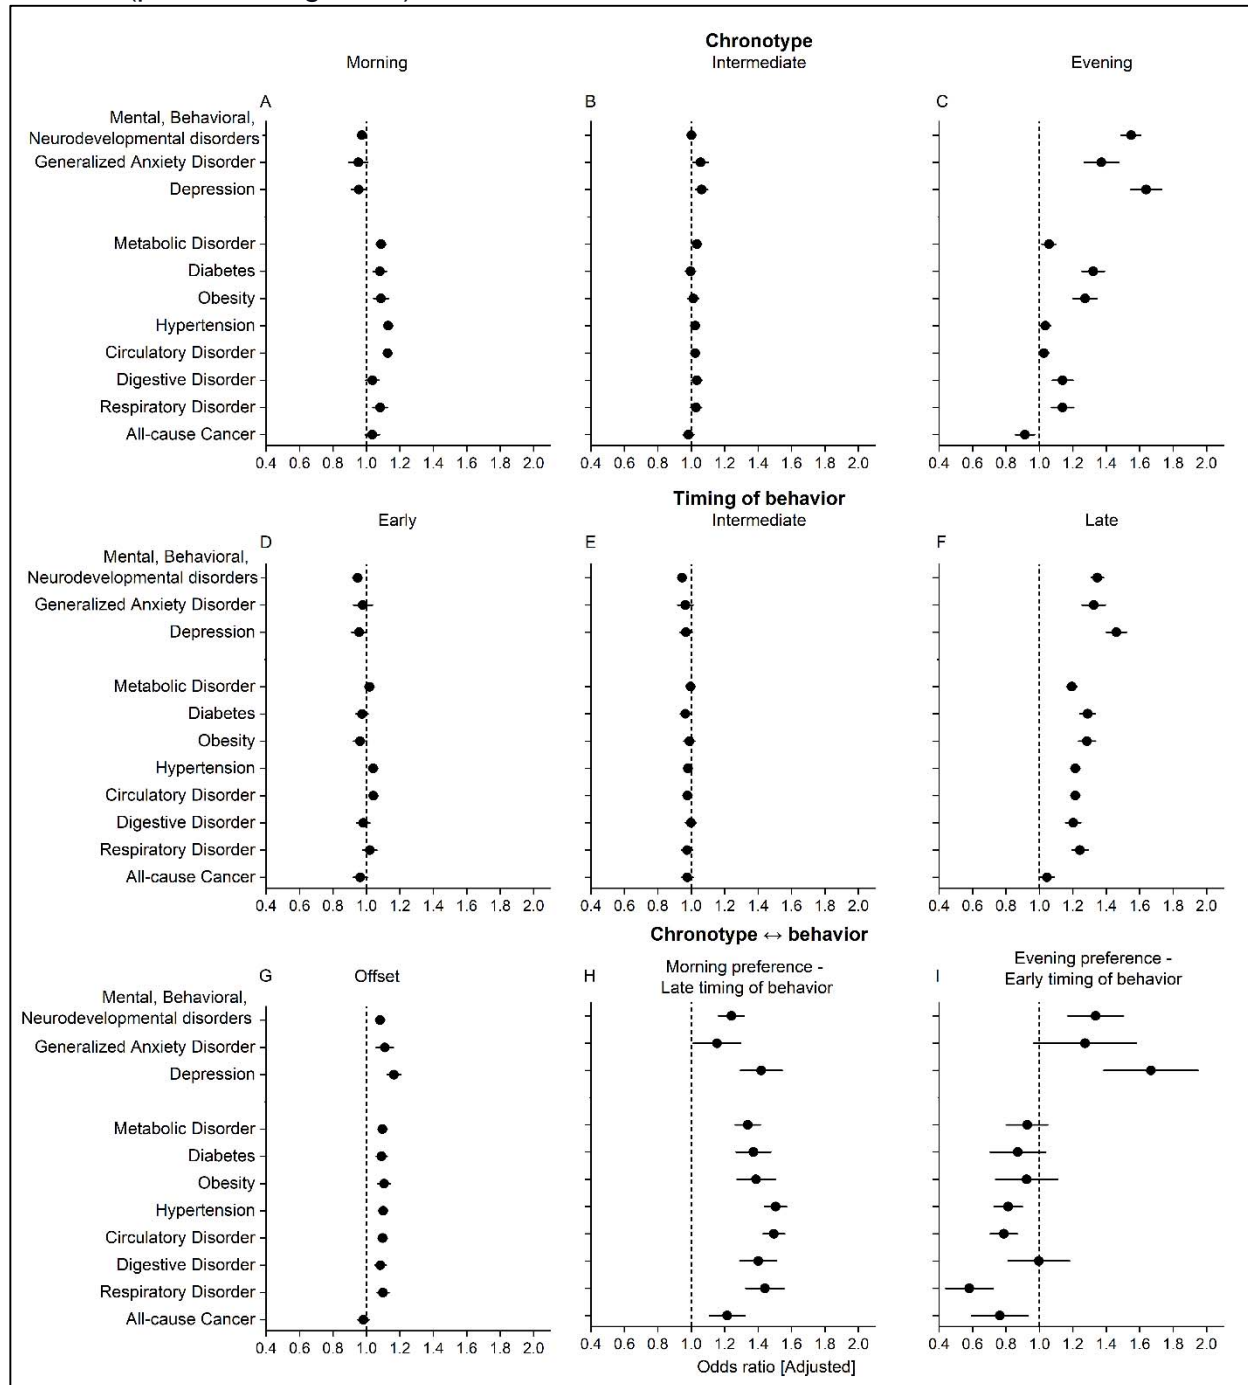 Chronotype
Morning
Intermediate
Evening
A
B
C
Mental, Behavioral,
Neurodevelopmental disorders
Generalized Anxiety Disorder
Depression
Metabolic Disorder
Diabetes
Obesity
Hypertension
Circulatory Disorder
Digestive Disorder
Respiratory Disorder
All-cause Cancer
0.4 0.6 0.8 1.0 1.2 1.4 1.6 1.8 2.0
0.4 0.6 0.8 1.0 1.2 1.4 1.6 1.8 2.0
0.4 0.6 0.8 1.0 1.2 1.4 1.6 1.8 2.0
Timing of behavior
Early
Intermediate
Late
D
E
F
Mental, Behavioral,
Neurodevelopmental disorders
Generalized Anxiety Disorder
Depression
Metabolic Disorder
Diabetes
Obesity
Hypertension
Circulatory Disorder
Digestive Disorder
Respiratory Disorder
All-cause Cancer
0.4 0.6 0.8 1.0 1.2 1.4 1.6 1.8 2.0
0.4 0.6 0.8 1.0 1.2 1.4 1.6 1.8 2.0
0.4 0.6 0.8 1.0 1.2 1.4 1.6 1.8 2.0
Chronotype ↔ behavior
G
Offset
H
Morning preference -
Late timing of behavior
I
Evening preference -
Early timing of behavior
Mental, Behavioral,
Neurodevelopmental disorders
Generalized Anxiety Disorder
Depression
Metabolic Disorder
Diabetes
Obesity
Hypertension
Circulatory Disorder
Digestive Disorder
Respiratory Disorder
All-cause Cancer
0.4 0.6 0.8 1.0 1.2 1.4 1.6 1.8 2.0
0.4 0.6 0.8 1.0 1.2 1.4 1.6 1.8 2.0
0.4 0.6 0.8 1.0 1.2 1.4 1.6 1.8 2.0
Odds ratio [Adjusted]